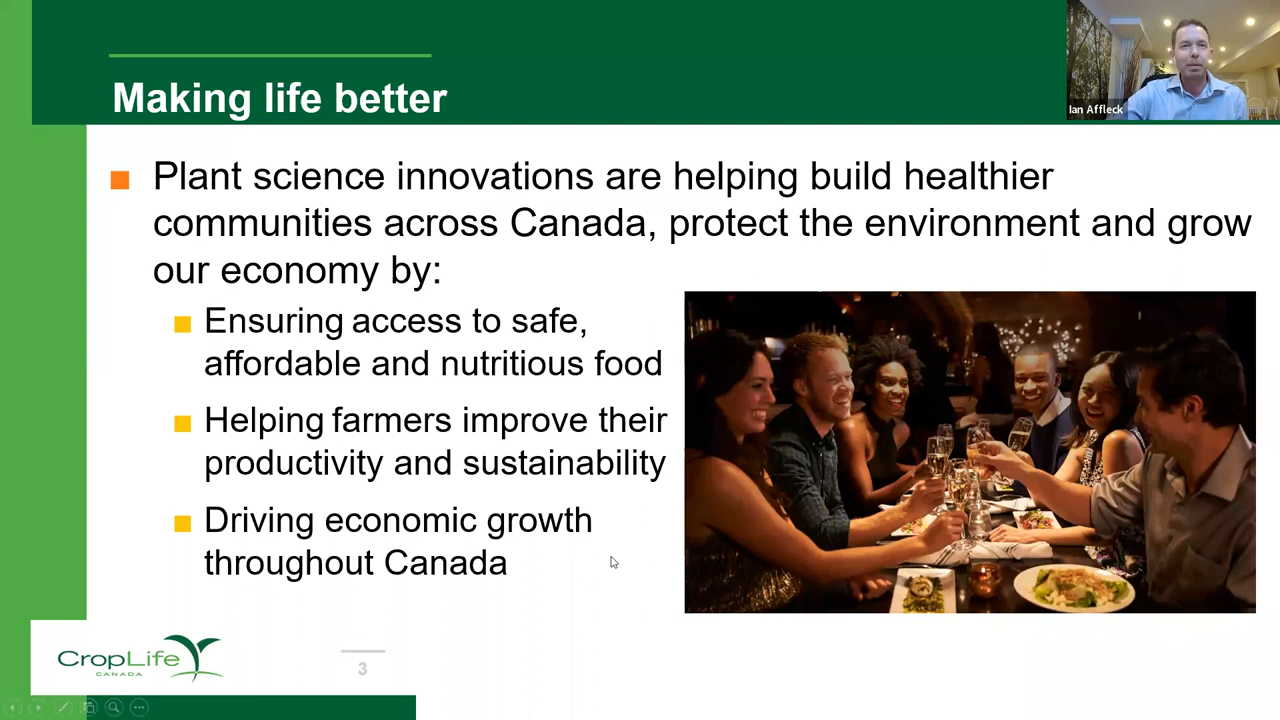 Making life better
Ian Affleck
Plant science innovations are helping build healthier
communities across Canada, protect the environment and grow
our economy by:
Ensuring access to safe,
affordable and nutritious food
Helping farmers improve their
productivity and sustainability
Driving economic growth
throughout Canada
CropLife
CANADA
3